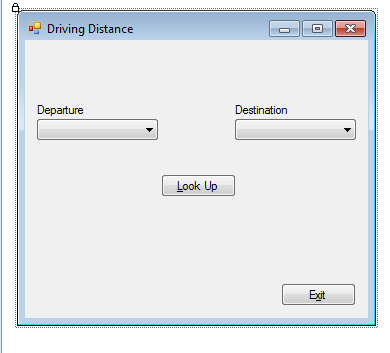 Driving Distance
Departure
Destination
Look Up
Exit